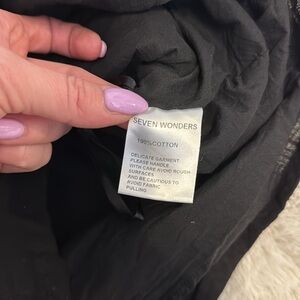 SEVEN WONDERS
100%COTTON
DELICATE GARMENT
PLEASE HANDLE
WITH CARE AVOID ROUGH
SURFACES
AND BE CAUTIOUS TO
AVOID FABRIC
PULLING